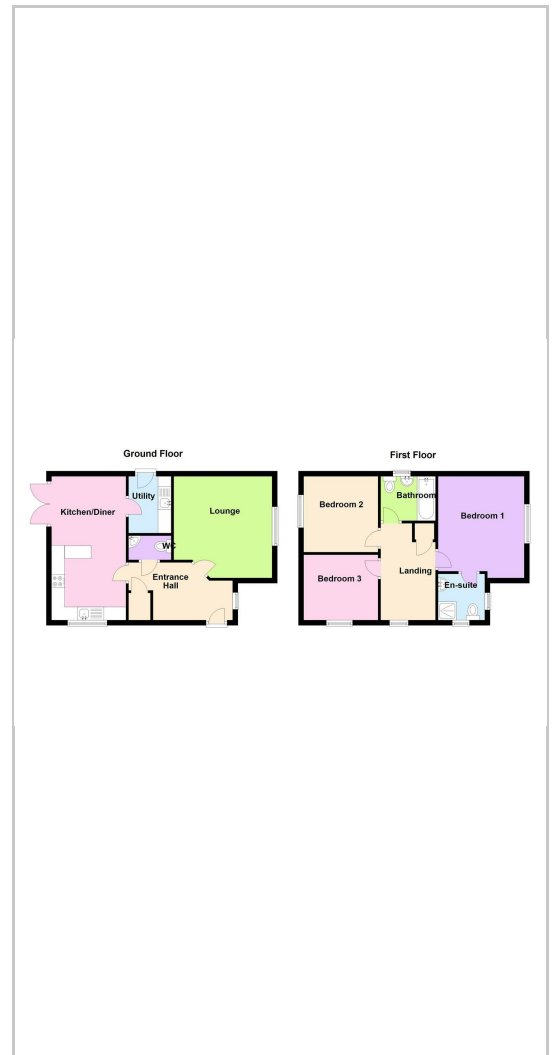 Ground Floor
Kitchen/Diner
Utility
Lounge
WC
Entrance
Hall
First Floor
Bathroom
Bedroom 2
Bedroom 1
Bedroom 3
Landing
En-suite